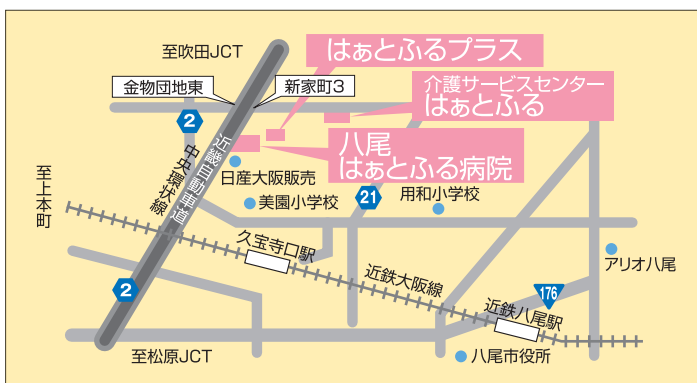 至吹田JCT
はぁとふるプラス
金物団地東
新家町3
介護サービスセンター
はぁとふる
2
八尾
はぁとふる病院
近畿自動車道
中央環状線
至上本町
日産大阪販売
美園小学校
21
用和小学校
久宝寺口駅
アリオ八尾
近鉄大阪線
2
176
近鉄八尾駅
至松原JCT
八尾市役所